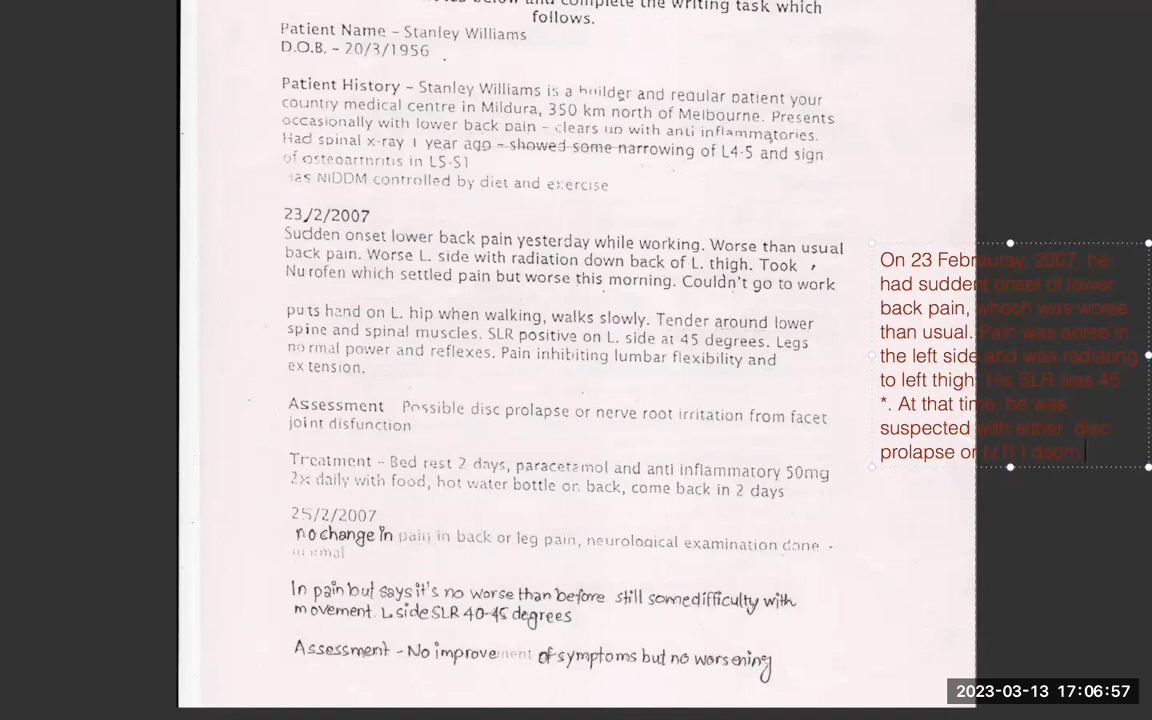 below and complete the writing task which
follows.
Patient Name – Stanley Williams
D.O.B. – 20/3/1956
Patient History – Stanley Williams is a builder and regular patient your
country medical centre in Mildura, 350 km north of Melbourne. Presents
occasionally with lower back pain – clears up with anti inflammatories.
Had spinal x-ray 1 year ago – showed some narrowing of L4-5 and sign
of osteoarthritis in L5-S1
has NIDDM controlled by diet and exercise
23/2/2007
Sudden onset lower back pain yesterday while working. Worse than usual
back pain. Worse L. side with radiation down back of L. thigh. Took
Nurofen which settled pain but worse this morning. Couldn't go to work
puts hand on L. hip when walking, walks slowly. Tender around lower
spine and spinal muscles. SLR positive on L. side at 45 degrees. Legs
normal power and reflexes. Pain inhibiting lumbar flexibility and
extension.
Assessment Possible disc prolapse or nerve root irritation from facet
joint disfunction
Treatment – Bed rest 2 days, paracetamol and anti inflammatory 50mg
2x daily with food, hot water bottle on back, come back in 2 days
25/2/2007
no change in pain in back or leg pain, neurological examination done -
normal
In pain but says it's no worse than before still some difficulty with
movement. L side SLR 40-45 degrees
Assessment - No improvement of symptoms but no worsening
On 23 Febrauray, 2007, he
had suddent onset of lower
back pain, whoch was worse
than usual. Pain was worse in
the left side and was radiating
to left thigh. His SLR was 45
*. At that time, he was
suspected with either disc
prolapse or N R I
2023-03-13 17:06:57